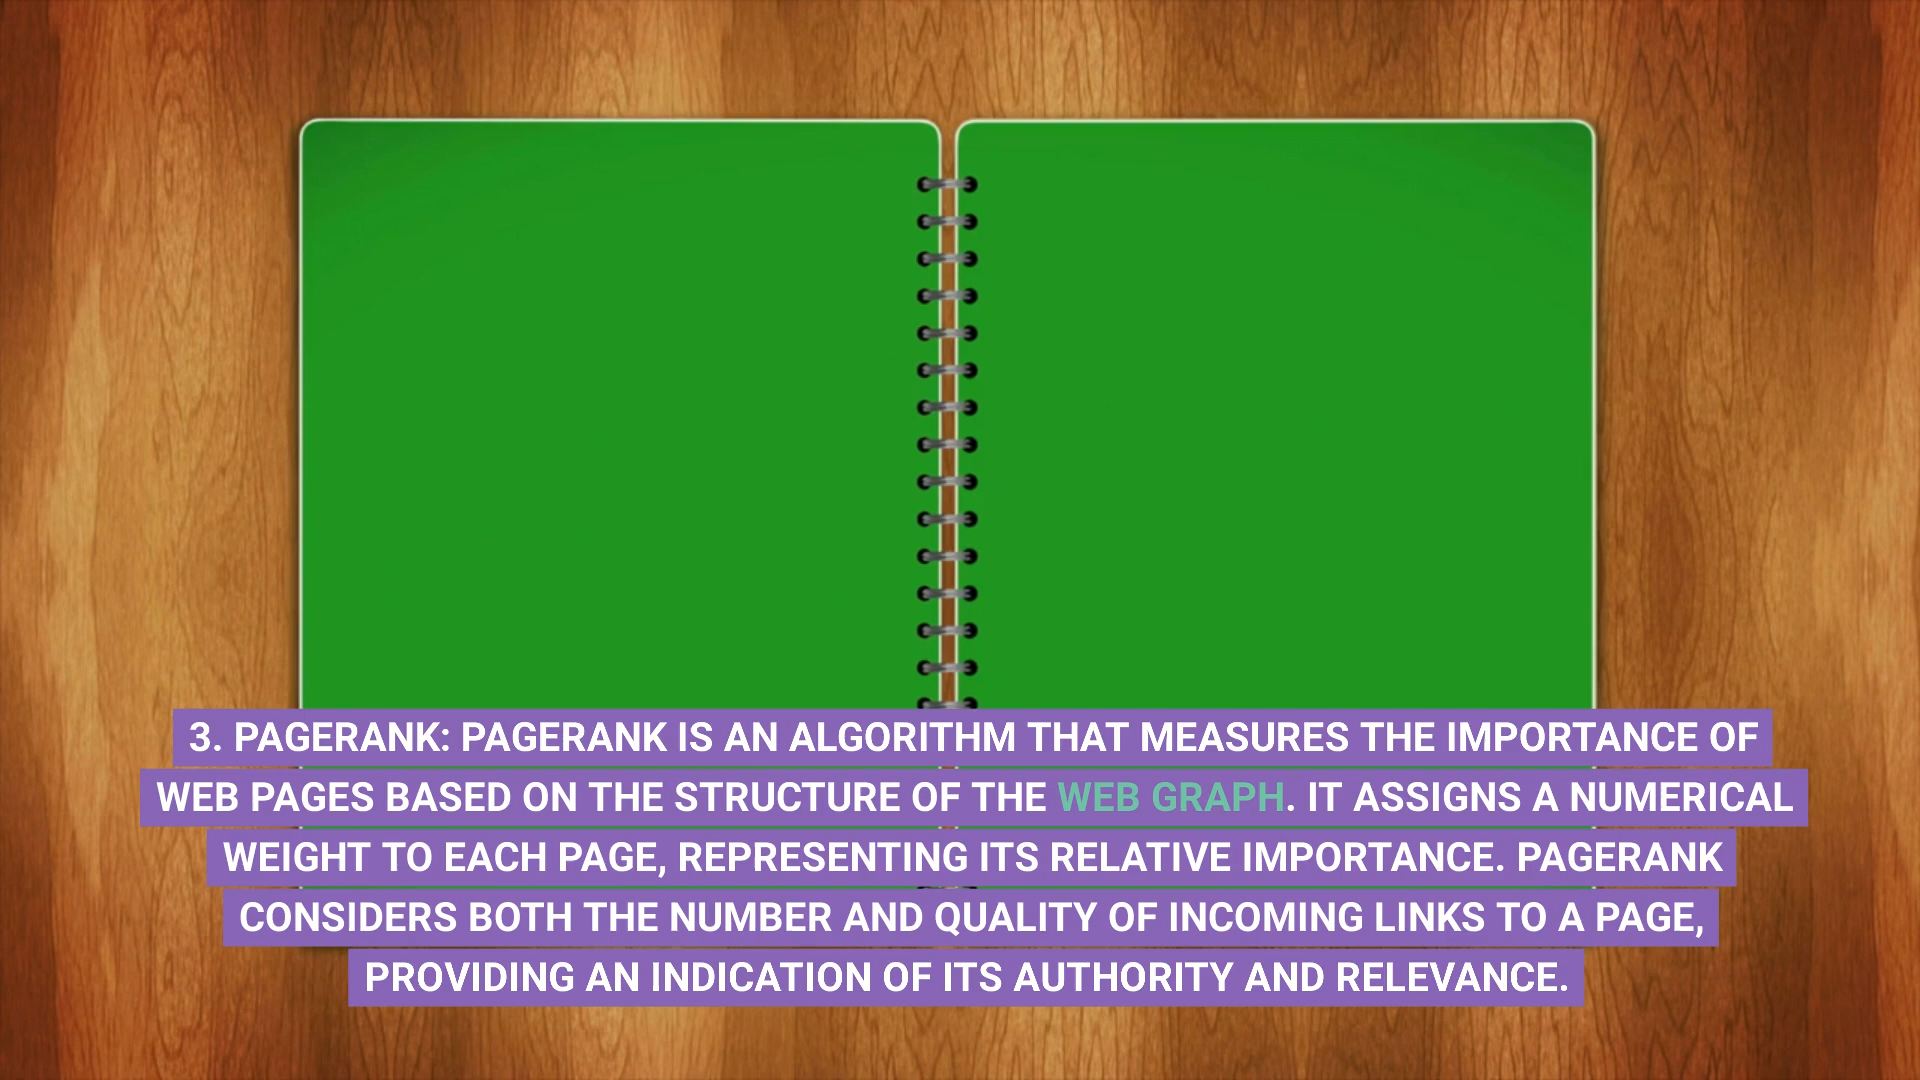 3. PAGERANK: PAGERANK IS AN ALGORITHM THAT MEASURES THE IMPORTANCE OF
WEB PAGES BASED ON THE STRUCTURE OF THE WEB GRAPH. IT ASSIGNS A NUMERICAL
WEIGHT TO EACH PAGE, REPRESENTING ITS RELATIVE IMPORTANCE. PAGERANK
CONSIDERS BOTH THE NUMBER AND QUALITY OF INCOMING LINKS TO A PAGE,
PROVIDING AN INDICATION OF ITS AUTHORITY AND RELEVANCE.